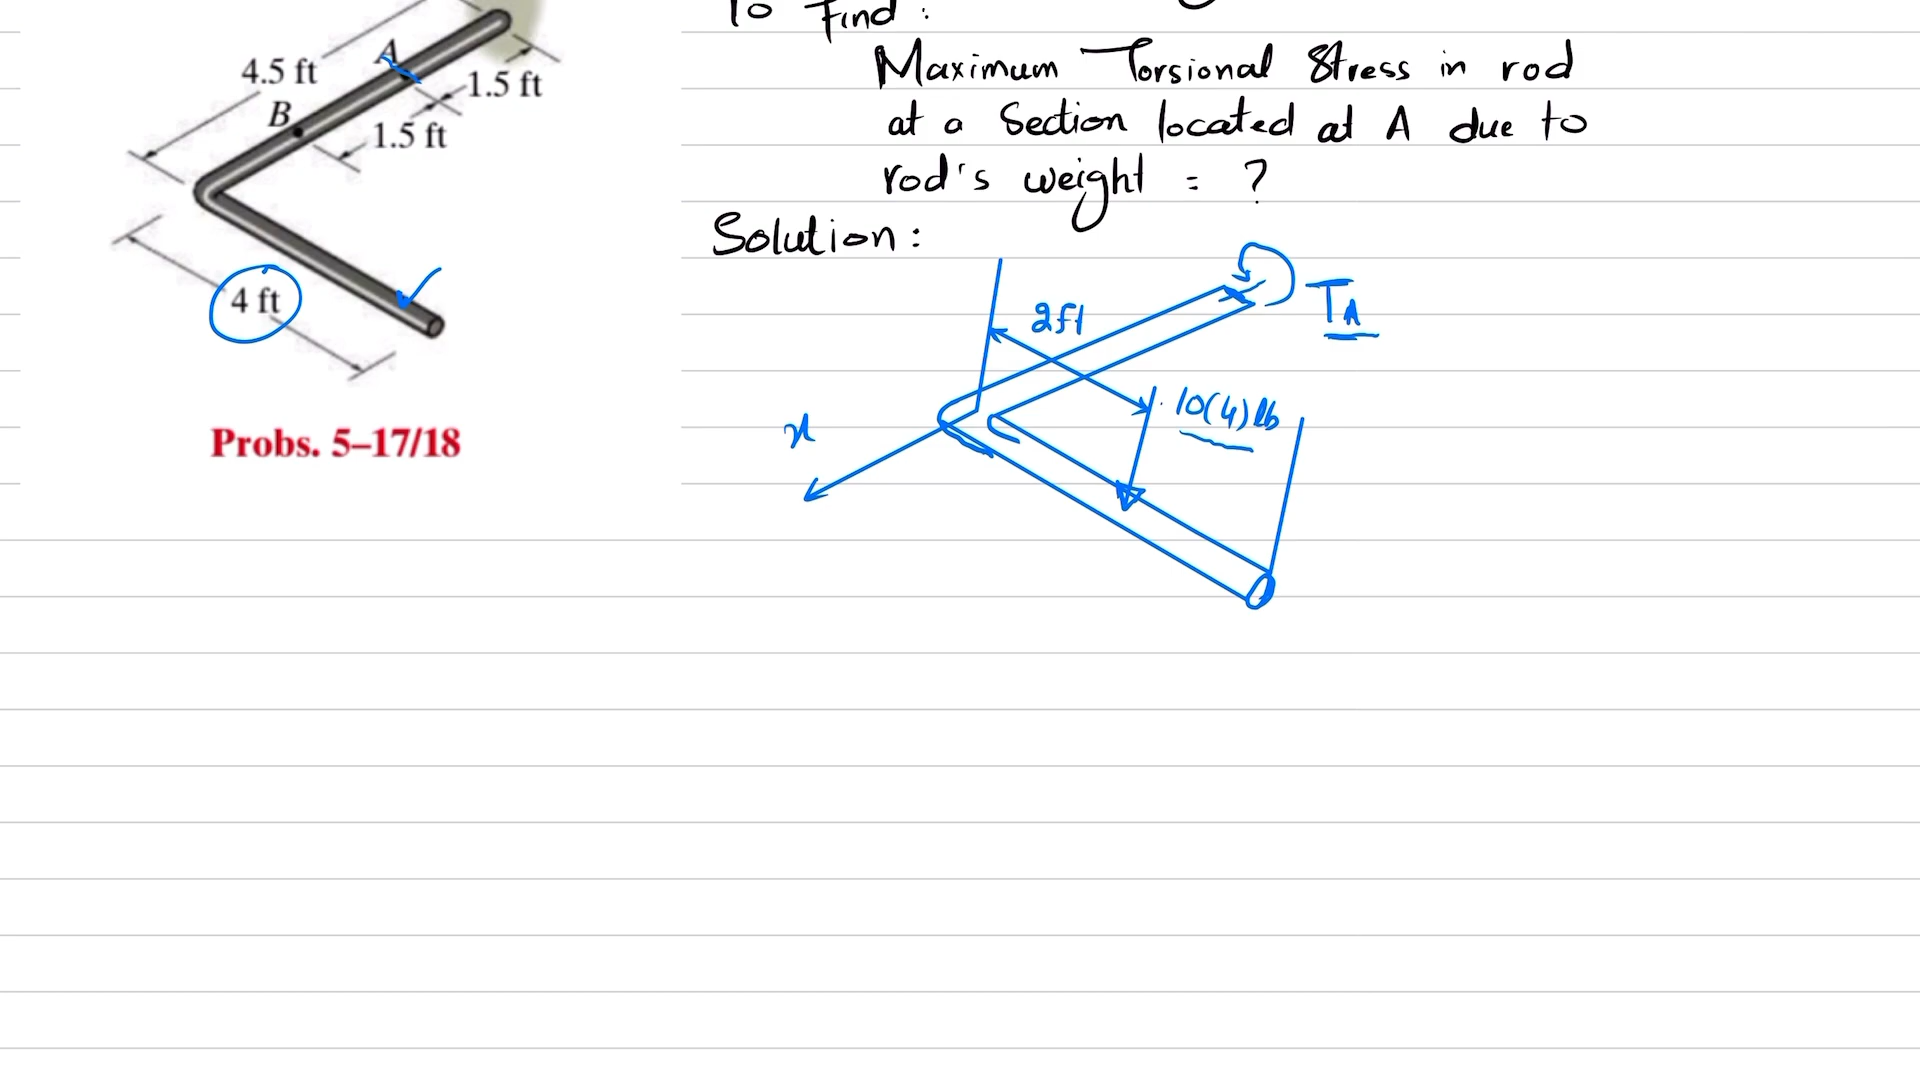 To Find:
Maximum Torsional Stress in rod
at a Section located at A due to
rod's weight = ?
Solution:
4.5 ft
A
1.5 ft
B
1.5 ft
4 ft
Probs. 5–17/18
2ft
T_A
10(4) lb
x